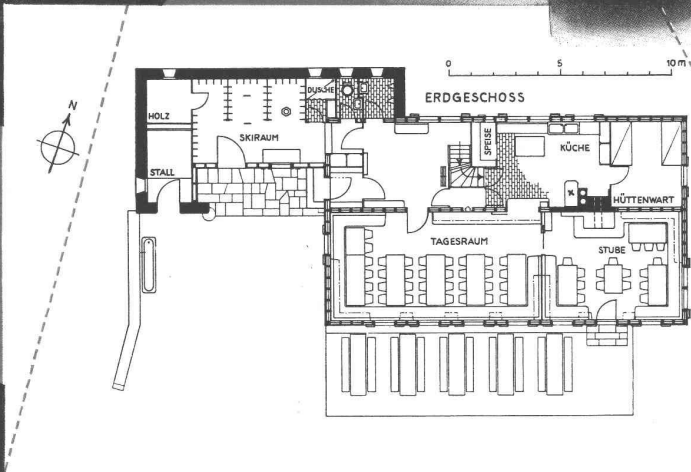 0 5 10 m
ERDGESCHOSS
N
HOLZ
DUSCHE
SKIRAUM
SPEISE
KÜCHE
STALL
HÜTTENWART
TAGESRAUM
STUBE